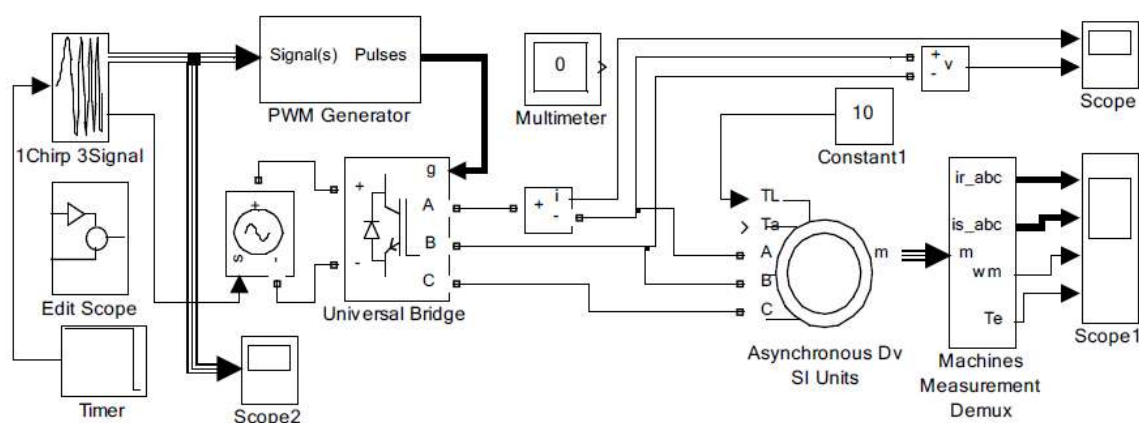 1Chirp 3Signal
Signal(s) Pulses
PWM Generator
0
Multimeter
+
-
v
Scope
10
Constant1
Edit Scope
Timer
Scope2
+
s
-
+
-
g
A
B
C
Universal Bridge
+
i
-
TL
Ta
A
B
C
m
Asynchronous Dv
SI Units
ir_abc
is_abc
m
wm
Te
Machines
Measurement
Demux
Scope1